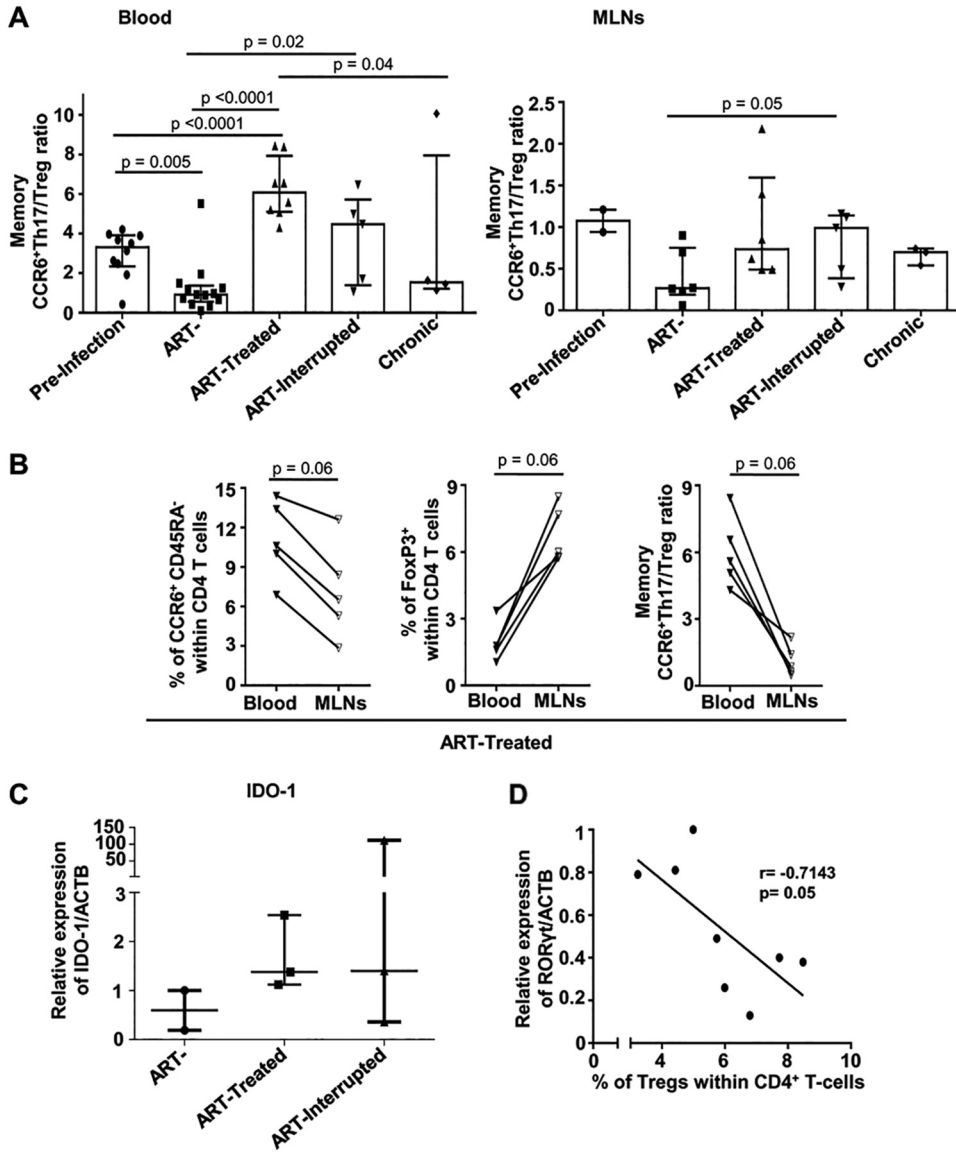 A
Blood
MLNs
p = 0.02
p = 0.04
p <0.0001
p <0.0001
p = 0.005
Memory
CCR6⁺Th17/Treg ratio
10
8
6
4
2
0
Pre-Infection
ART-
ART-Treated
ART-Interrupted
Chronic
p = 0.05
Memory
CCR6⁺Th17/Treg ratio
2.5
2.0
1.5
1.0
0.5
0
Pre-Infection
ART-
ART-Treated
ART-Interrupted
Chronic
B
p = 0.06
% of CCR6⁺ CD45RA⁻
within CD4 T cells
15
12
9
6
3
0
Blood
MLNs
p = 0.06
% of FoxP3⁺
within CD4 T cells
9
6
3
0
Blood
MLNs
p = 0.06
Memory
CCR6⁺Th17/Treg ratio
9
6
3
0
Blood
MLNs
ART-Treated
C
IDO-1
Relative expression
of IDO-1/ACTB
150
100
50
3
2
1
0
ART-
ART-Treated
ART-Interrupted
D
Relative expression
of RORγt/ACTB
1
0.8
0.6
0.4
0.2
0
r= -0.7143
p= 0.05
0
4
6
8
10
% of Tregs within CD4⁺ T-cells